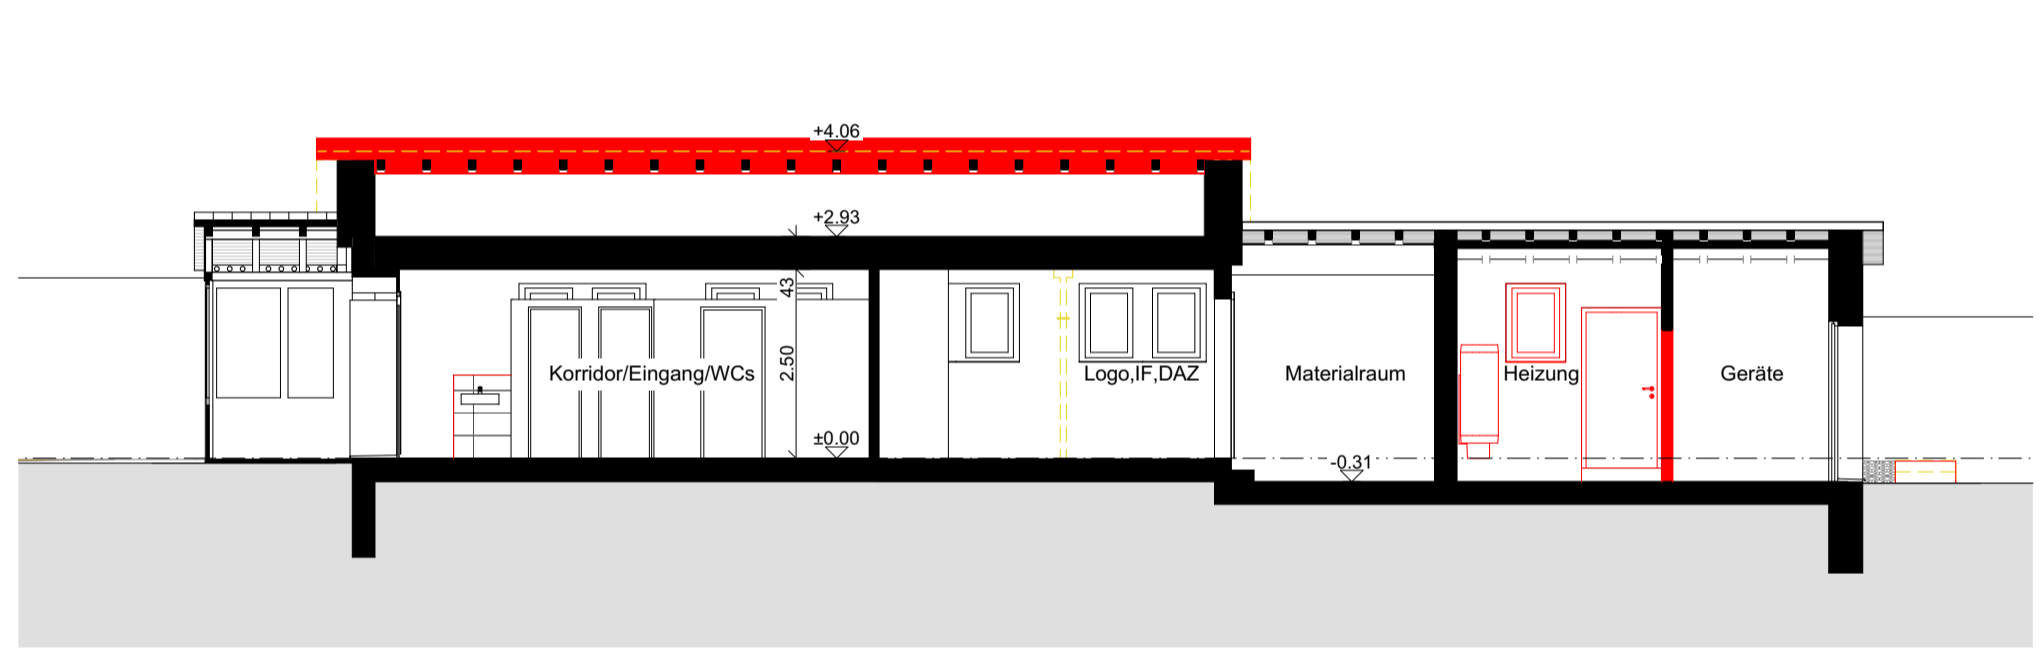 +4.06
+2.93
43
2.50
Korridor/Eingang/WCs
Logo,IF,DAZ
Materialraum
Heizung
Geräte
±0.00
-0.31